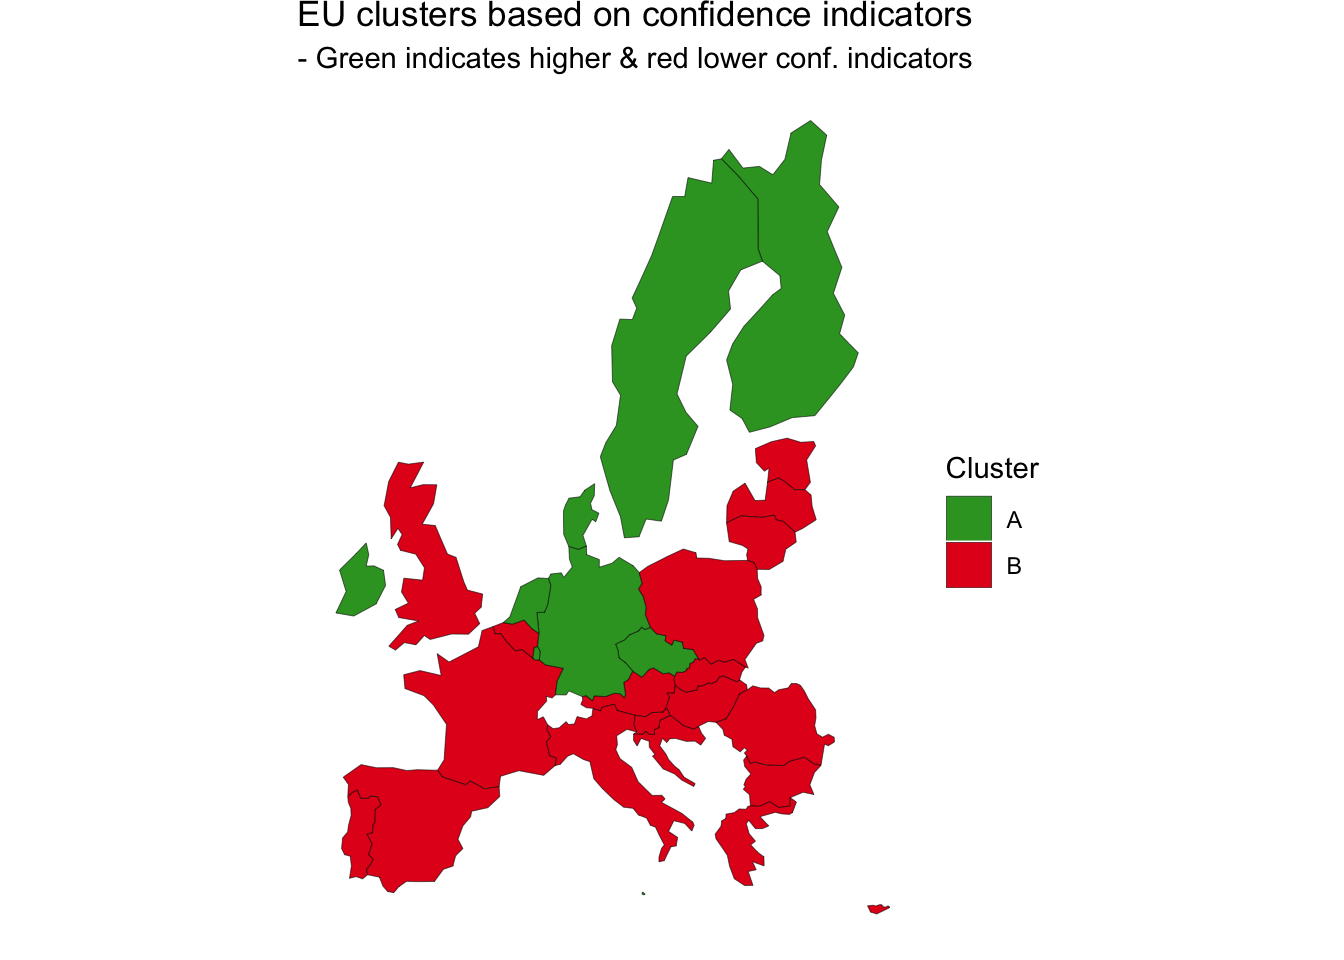 EU clusters based on confidence indicators
- Green indicates higher & red lower conf. indicators
Cluster
A
B